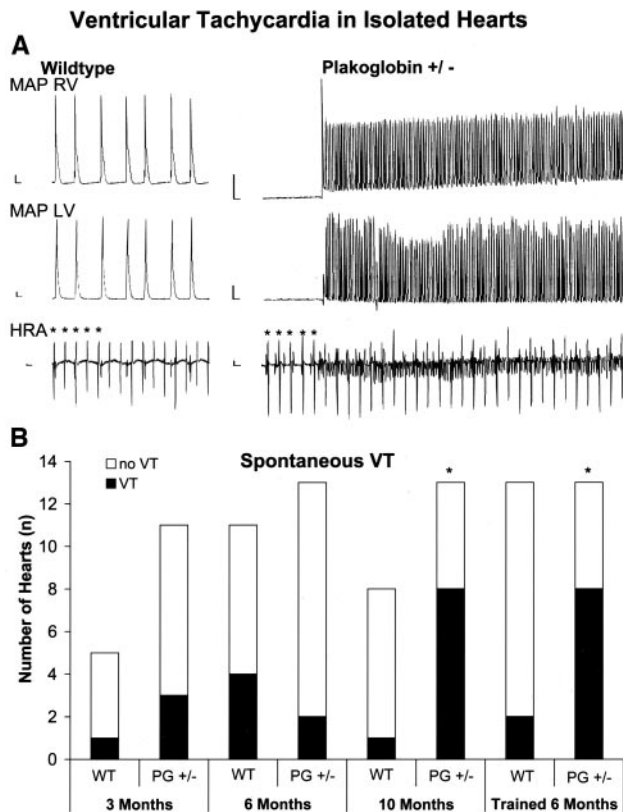 Ventricular Tachycardia in Isolated Hearts
A
Wildtype
Plakoglobin +/ -
MAP RV
MAP LV
HRA
* * * * *
* * * * *
B
Spontaneous VT
no VT
VT
Number of Hearts (n)
14
12
10
8
6
4
2
0
* *
WT PG +/- WT PG +/- WT PG +/- WT PG +/-
3 Months 6 Months 10 Months Trained 6 Months